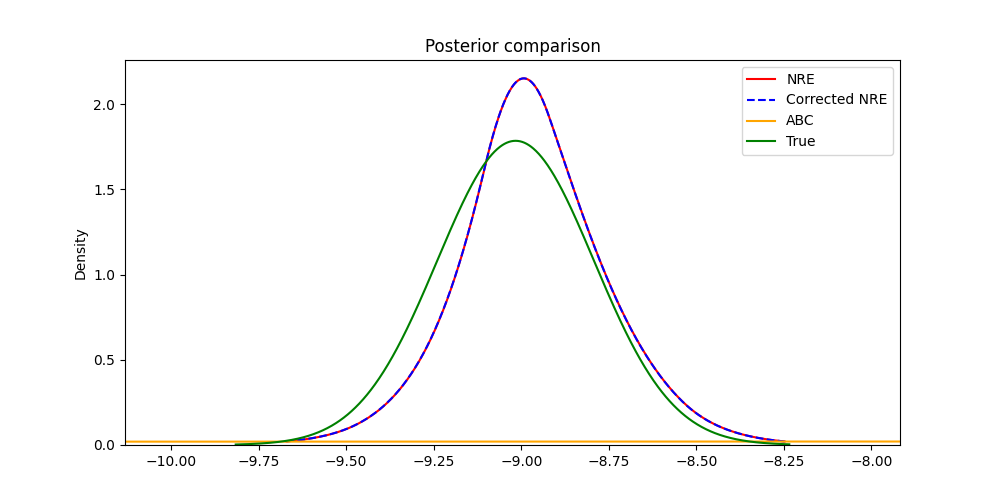 Posterior comparison
NRE
Corrected NRE
ABC
True
Density
2.0
1.5
1.0
0.5
0.0
−10.00 −9.75 −9.50 −9.25 −9.00 −8.75 −8.50 −8.25 −8.00